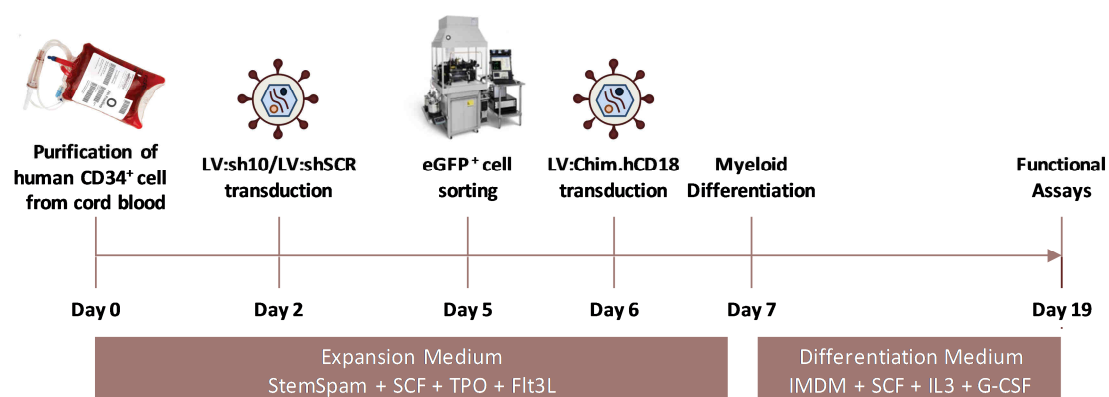 Purification of
human CD34+ cell
from cord blood
LV:sh10/LV:shSCR
transduction
eGFP+ cell
sorting
LV:Chim.hCD18
transduction
Myeloid
Differentiation
Functional
Assays
Day 0
Day 2
Day 5
Day 6
Day 7
Day 19
Expansion Medium
StemSpam + SCF + TPO + Flt3L
Differentiation Medium
IMDM + SCF + IL3 + G-CSF